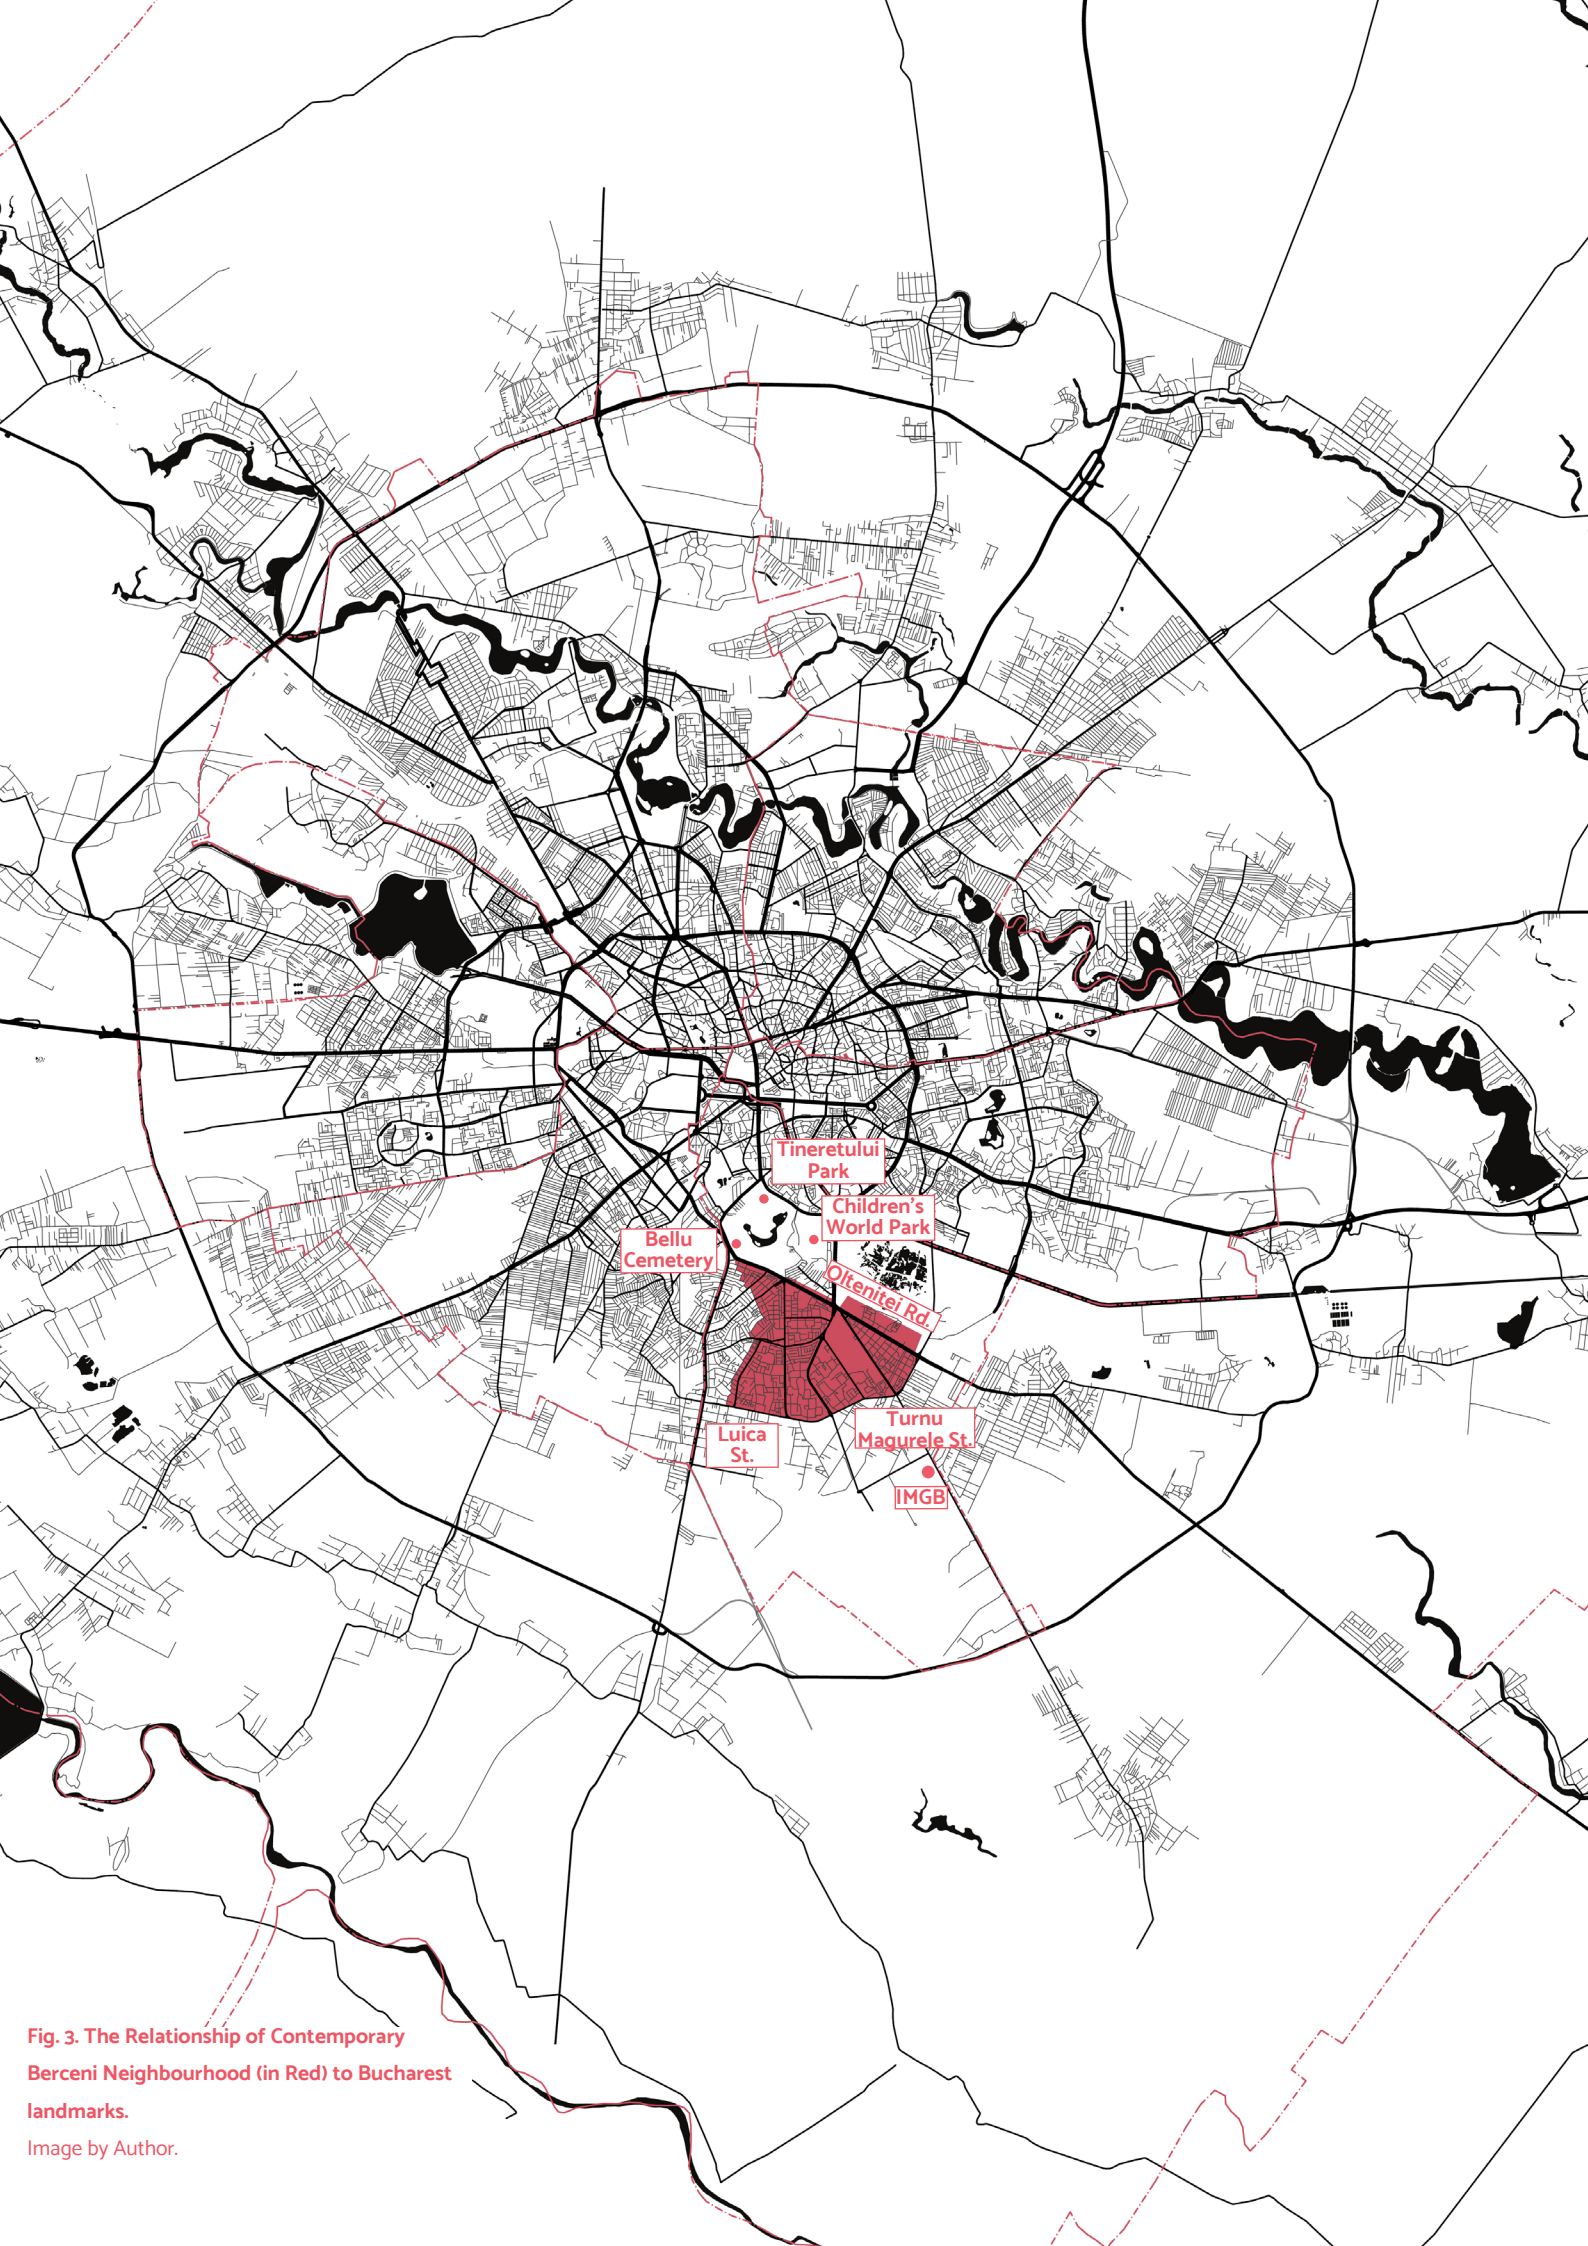 Tineretului
Park
Children's
World Park
Bellu
Cemetery
Oltenitei Rd.
Turnu
Magurele St.
Luica
St.
IMGB
Fig. 3. The Relationship of Contemporary
Berceni Neighbourhood (in Red) to Bucharest
landmarks.
Image by Author.